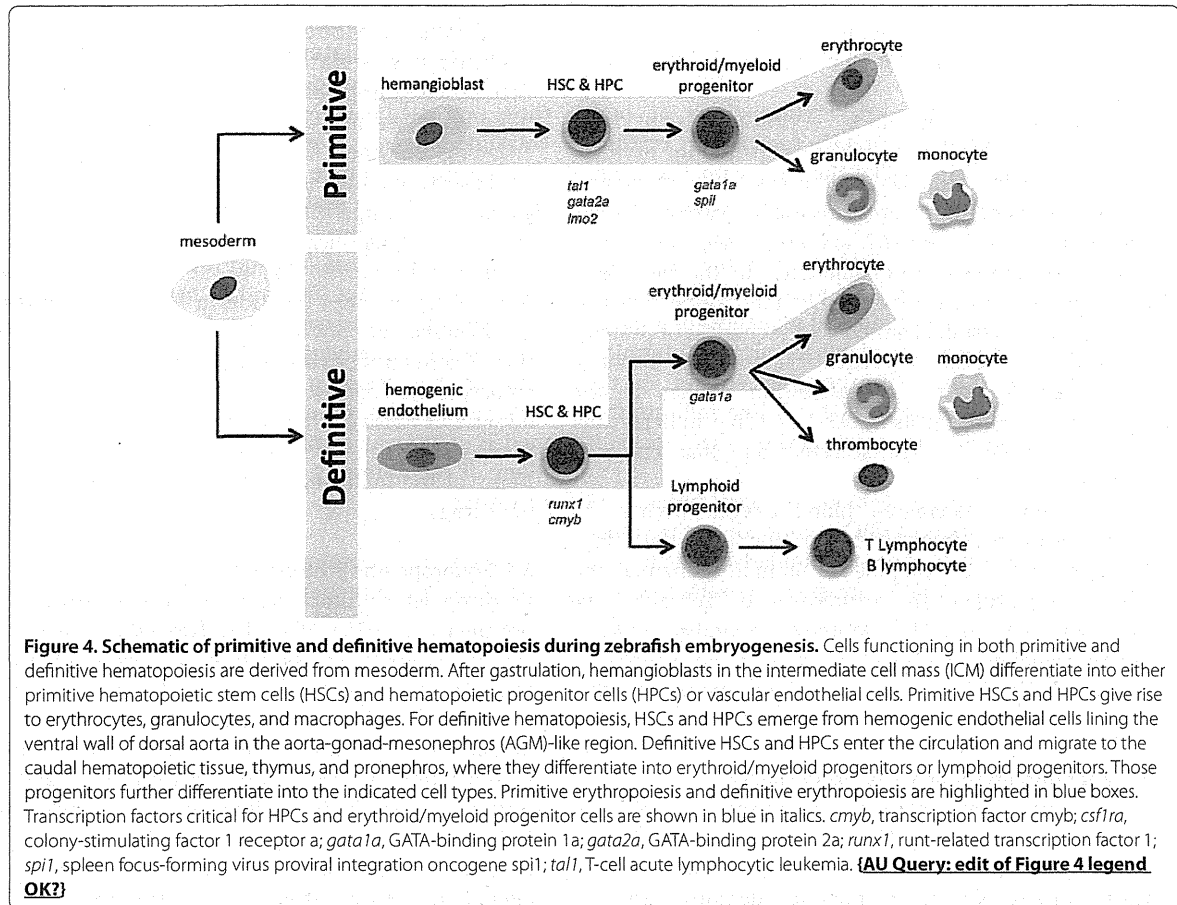 erythrocyte
erythroid/myeloid
progenitor
hemangioblast
HSC & HPC
Primitive
granulocyte
monocyte
tal1
gata2a
lmo2
gata1a
spiI
mesoderm
erythrocyte
erythroid/myeloid
progenitor
granulocyte
monocyte
gata1a
hemogenic
endothelium
HSC & HPC
Definitive
thrombocyte
runx1
cmyb
Lymphoid
progenitor
T Lymphocyte
B lymphocyte
Figure 4. Schematic of primitive and definitive hematopoiesis during zebrafish embryogenesis. Cells functioning in both primitive and
definitive hematopoiesis are derived from mesoderm. After gastrulation, hemangioblasts in the intermediate cell mass (ICM) differentiate into either
primitive hematopoietic stem cells (HSCs) and hematopoietic progenitor cells (HPCs) or vascular endothelial cells. Primitive HSCs and HPCs give rise
to erythrocytes, granulocytes, and macrophages. For definitive hematopoiesis, HSCs and HPCs emerge from hemogenic endothelial cells lining the
ventral wall of dorsal aorta in the aorta-gonad-mesonephros (AGM)-like region. Definitive HSCs and HPCs enter the circulation and migrate to the
caudal hematopoietic tissue, thymus, and pronephros, where they differentiate into erythroid/myeloid progenitors or lymphoid progenitors. Those
progenitors further differentiate into the indicated cell types. Primitive erythropoiesis and definitive erythropoiesis are highlighted in blue boxes.
Transcription factors critical for HPCs and erythroid/myeloid progenitor cells are shown in blue in italics. cmyb, transcription factor cmyb; csf1ra,
colony-stimulating factor 1 receptor a; gata1a, GATA-binding protein 1a; gata2a, GATA-binding protein 2a; runx1, runt-related transcription factor 1;
spi1, spleen focus-forming virus proviral integration oncogene spi1; tal1, T-cell acute lymphocytic leukemia. {AU Query: edit of Figure 4 legend
OK?}